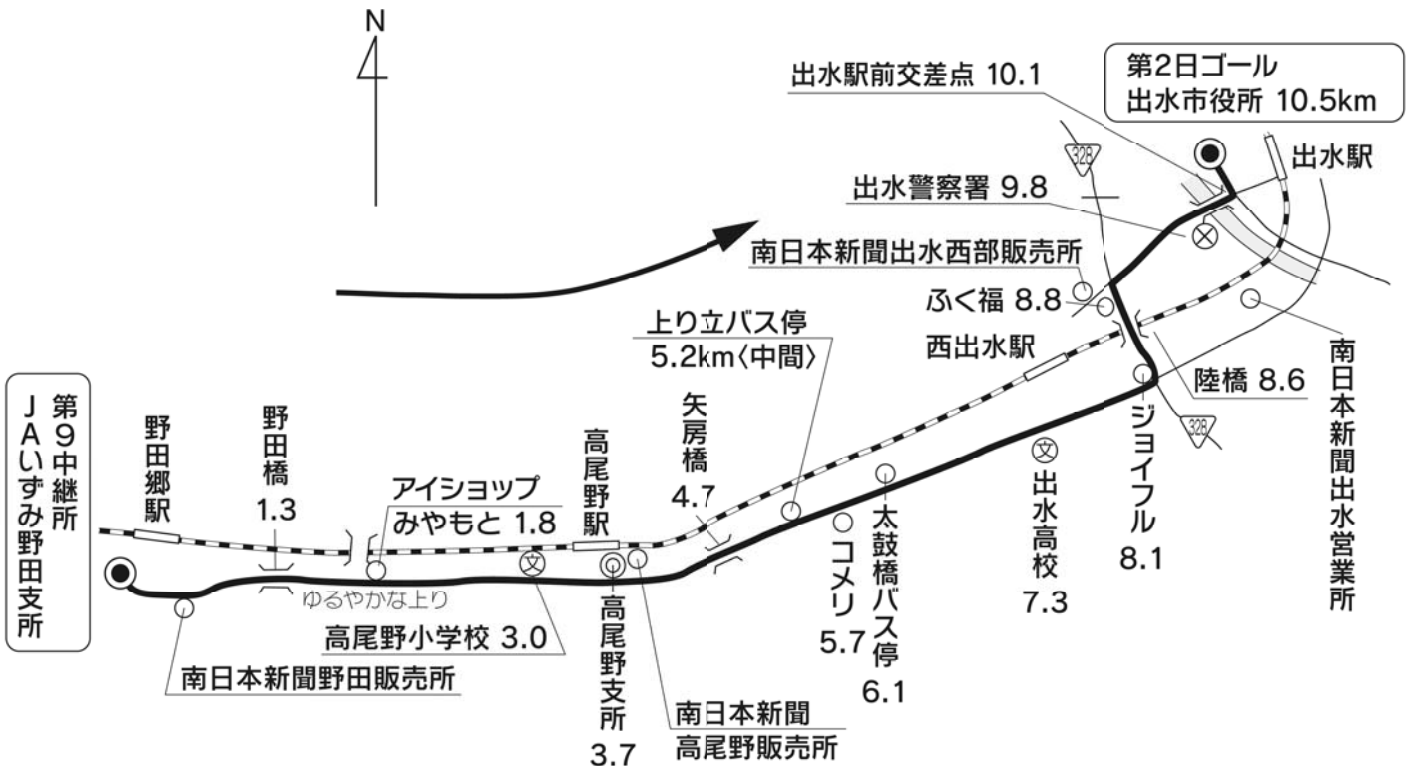 N
出水駅前交差点 10.1
第2日ゴール
出水市役所 10.5km
328
出水駅
出水警察署 9.8
南日本新聞出水西部販売所
ふく福 8.8
上り立バス停
5.2km〈中間〉
西出水駅
陸橋 8.6
南日本新聞出水営業所
328
第9中継所
JAいずみ野田支所
野田郷駅
野田橋
1.3
アイショップ
みやもと 1.8
高尾野駅
矢房橋
4.7
ゆるやかな上り
文
高尾野小学校 3.0
南日本新聞野田販売所
高尾野支所
3.7
南日本新聞
高尾野販売所
コメリ
5.7
太鼓橋バス停
6.1
文
出水高校
7.3
ジョイフル
8.1